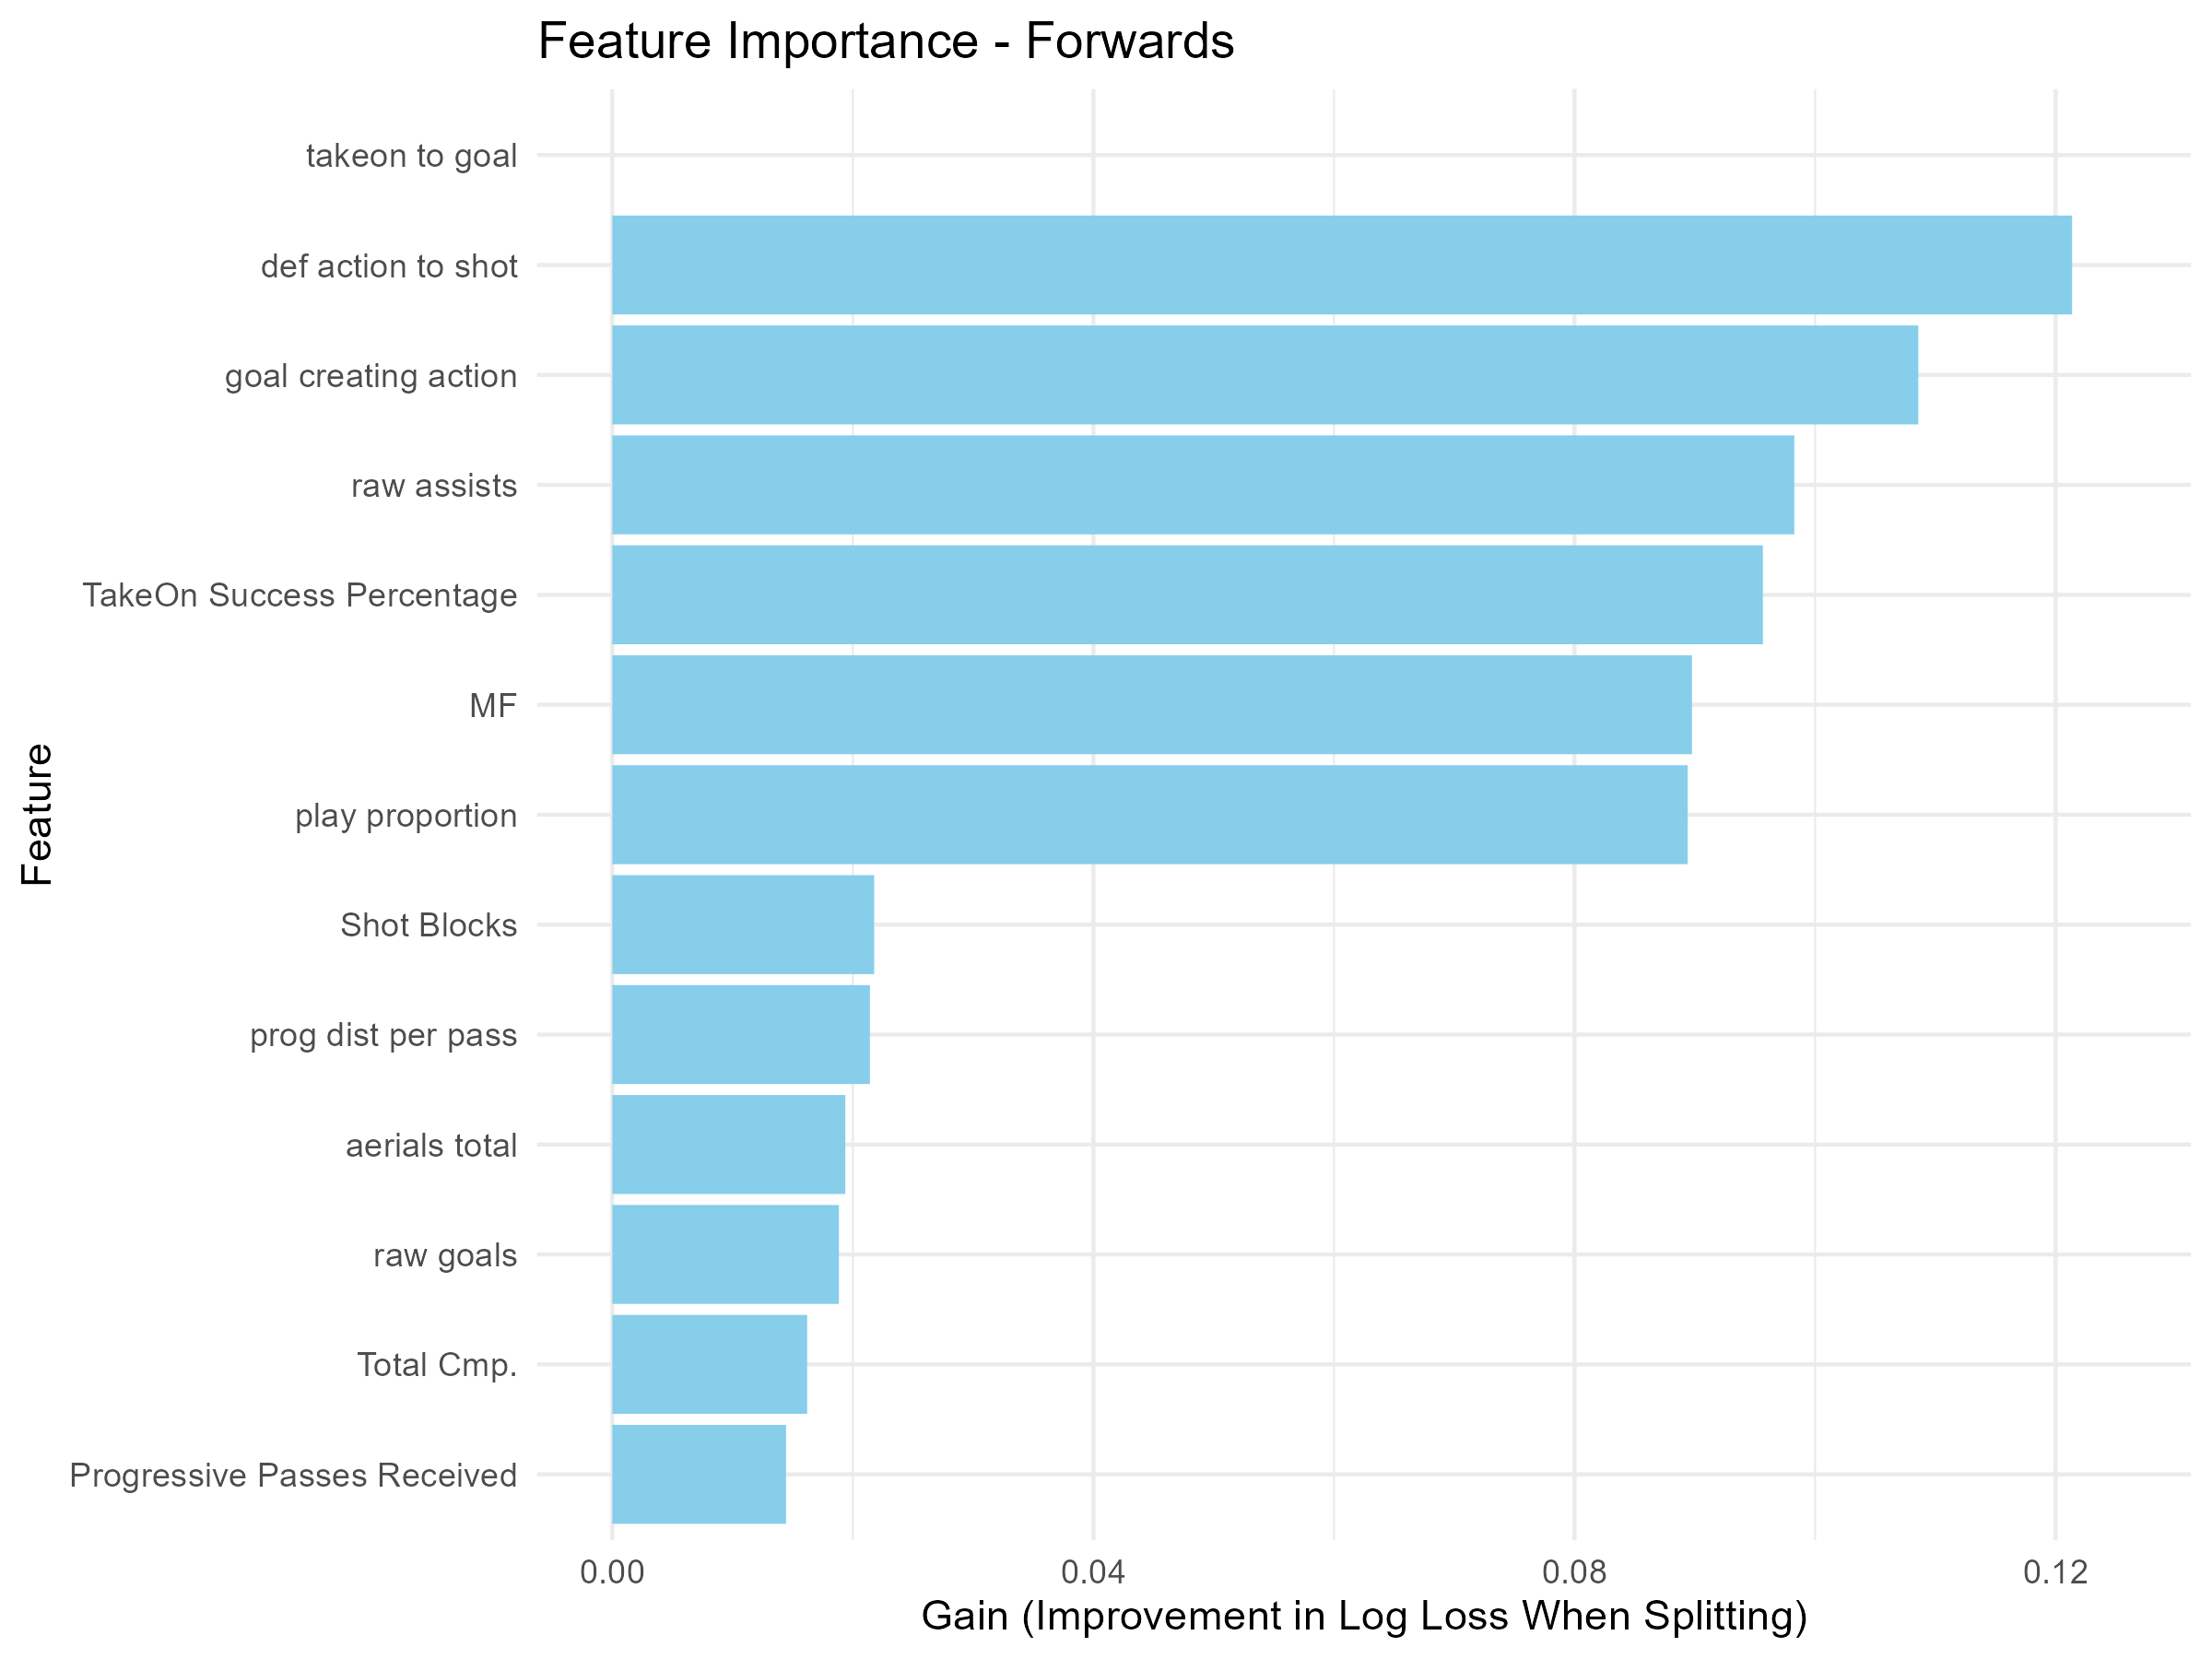 Feature Importance - Forwards
takeon to goal
def action to shot
goal creating action
raw assists
TakeOn Success Percentage
MF
play proportion
Shot Blocks
prog dist per pass
aerials total
raw goals
Total Cmp.
Progressive Passes Received
Feature
0.00 0.04 0.08 0.12
Gain (Improvement in Log Loss When Splitting)